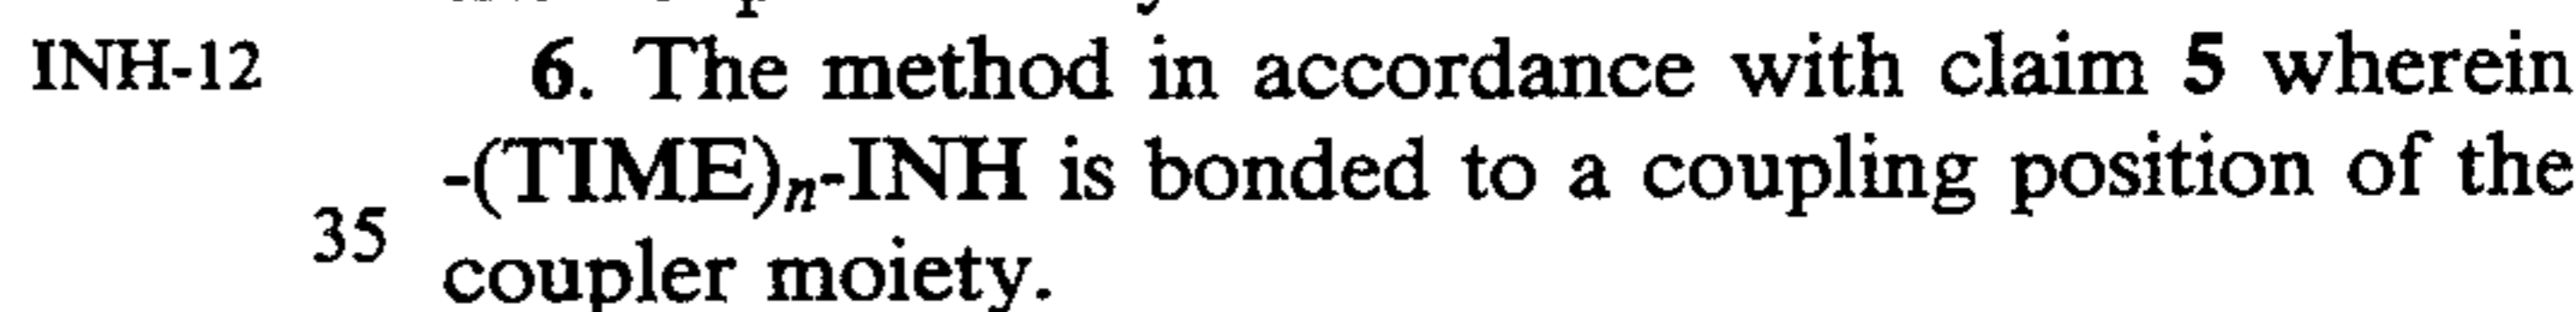 INH-12
6. The method in accordance with claim 5 wherein
-(TIME)n-INH is bonded to a coupling position of the
35
coupler moiety.